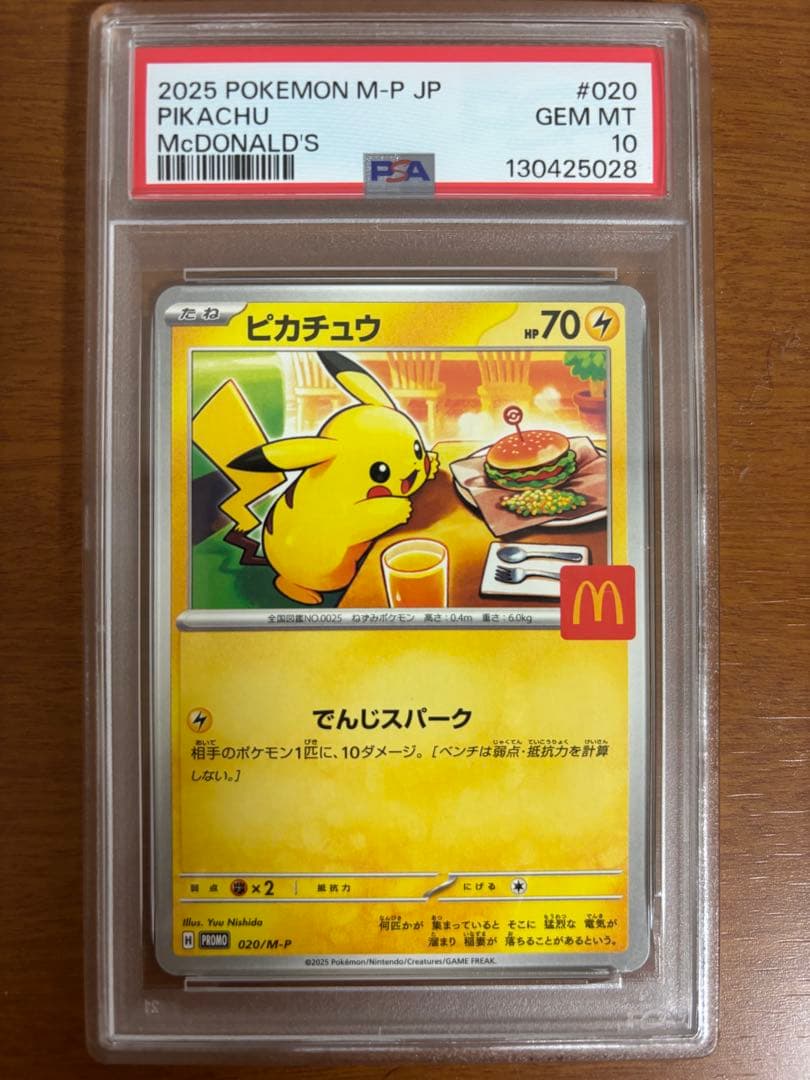 2025 POKEMON M-P JP #020
PIKACHU GEM MT
McDONALD'S 10
PSA 130425028
たね ピカチュウ HP70
全国図鑑NO.0025 ねずみポケモン 高さ:0.4m 重さ:6.0kg
でんじスパーク
相手のポケモン1匹に、10ダメージ。[ベンチは弱点・抵抗力を計算
しない。]
弱点 ×2 抵抗力 にげる
Illus. Yuu Nishida
何匹かが 集まっていると そこに 猛烈な 電気が
溜まり 稲妻が 落ちることがあるという。
H PROMO 020/M-P
©2025 Pokémon/Nintendo/Creatures/GAME FREAK.